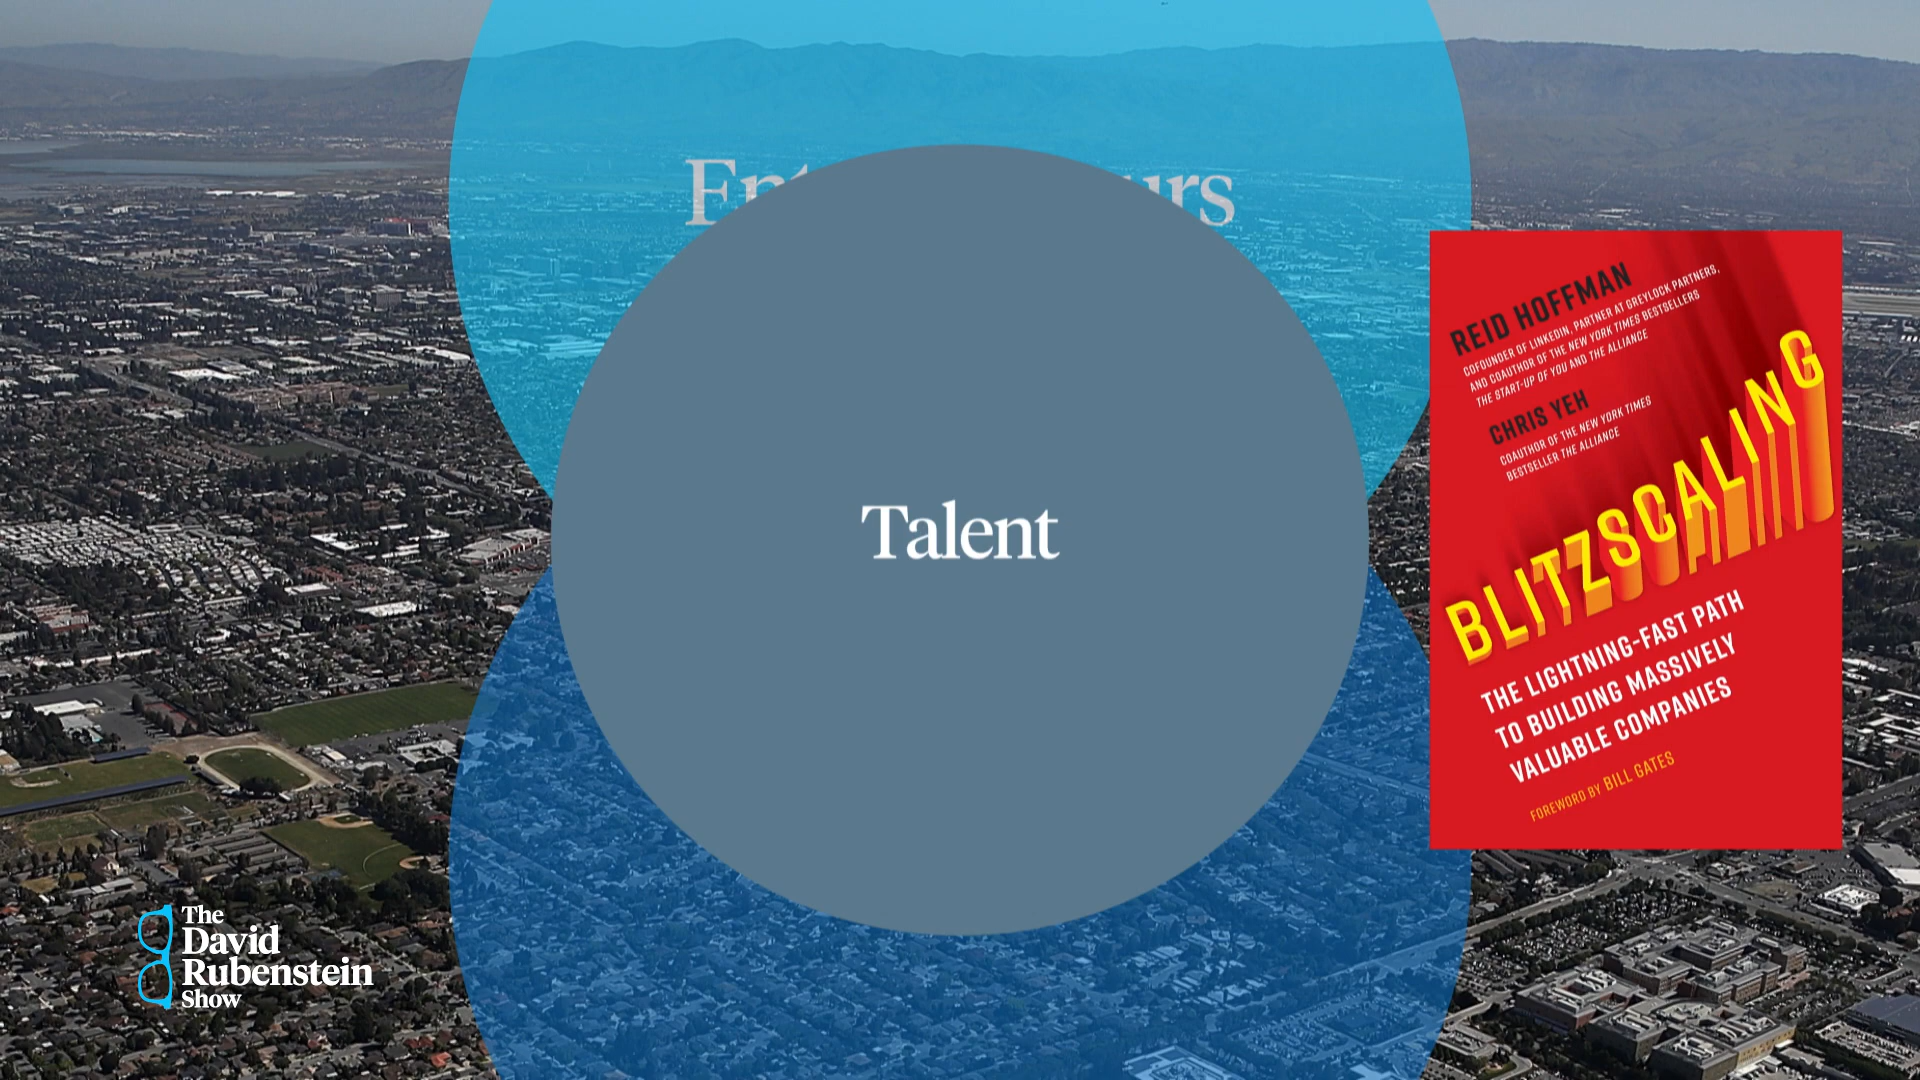 Talent
REID HOFFMAN
COFOUNDER OF LINKEDIN, PARTNER AT GREYLOCK PARTNERS,
AND COAUTHOR OF THE NEW YORK TIMES BESTSELLERS
THE START-UP OF YOU AND THE ALLIANCE
CHRIS YEH
COAUTHOR OF THE NEW YORK TIMES
BESTSELLER THE ALLIANCE
BLITZSCALING
THE LIGHTNING-FAST PATH
TO BUILDING MASSIVELY
VALUABLE COMPANIES
FOREWORD BY BILL GATES
The
David
Rubenstein
Show